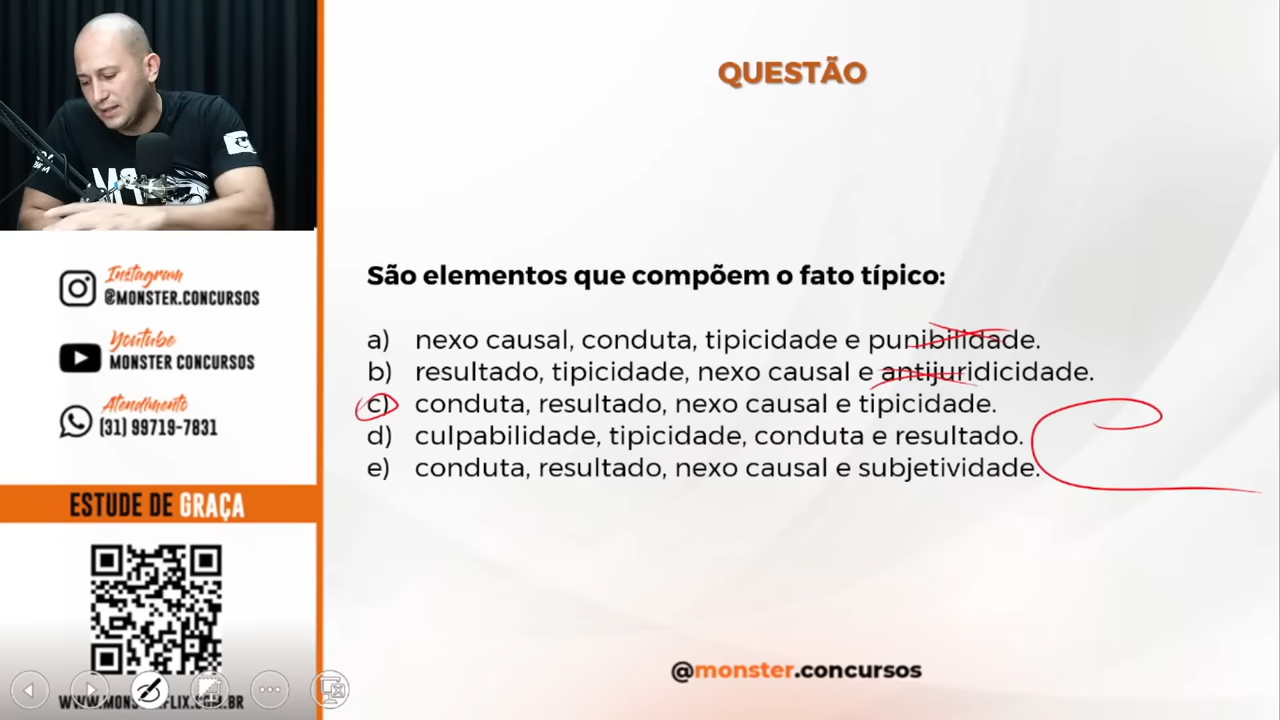 QUESTÃO
São elementos que compõem o fato típico:
a) nexo causal, conduta, tipicidade e punibilidade.
b) resultado, tipicidade, nexo causal e antijuridicidade.
c) conduta, resultado, nexo causal e tipicidade.
d) culpabilidade, tipicidade, conduta e resultado.
e) conduta, resultado, nexo causal e subjetividade.
C
@monster.concursos
Instagram
@MONSTER.CONCURSOS
Youtube
MONSTER CONCURSOS
Atendimento
(31) 99719-7831
ESTUDE DE GRAÇA